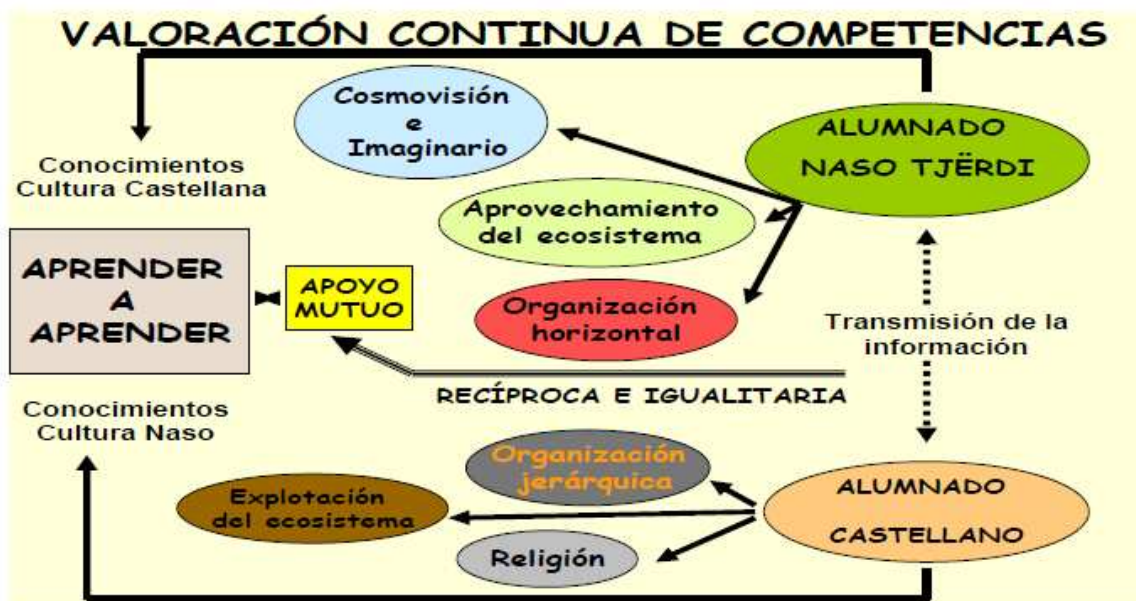 VALORACIÓN CONTINUA DE COMPETENCIAS
Cosmovisión
e
Imaginario
ALUMNADO
NASO TJËRDI
Conocimientos
Cultura Castellana
Aprovechamiento
del ecosistema
APRENDER
A
APRENDER
APOYO
MUTUO
Organización
horizontal
Transmisión de la
información
RECÍPROCA E IGUALITARIA
Conocimientos
Cultura Naso
Organización
jerárquica
Explotación
del ecosistema
Religión
ALUMNADO
CASTELLANO